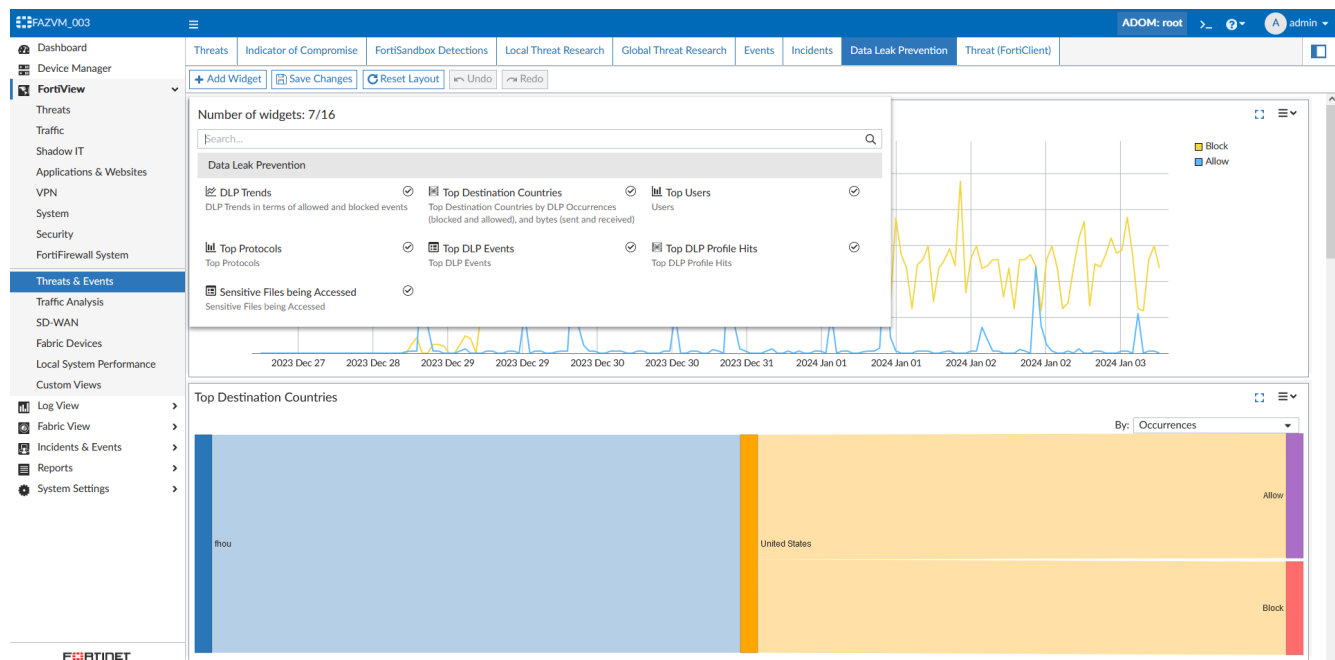 FAZVM_003
ADOM: root
>_
?
A admin
Dashboard
Device Manager
FortiView
Threats
Traffic
Shadow IT
Applications & Websites
VPN
System
Security
FortiFirewall System
Threats & Events
Traffic Analysis
SD-WAN
Fabric Devices
Local System Performance
Custom Views
Log View
Fabric View
Incidents & Events
Reports
System Settings
FORTINET
Threats Indicator of Compromise FortiSandbox Detections Local Threat Research Global Threat Research Events Incidents Data Leak Prevention Threat (FortiClient)
+ Add Widget Save Changes Reset Layout Undo Redo
Number of widgets: 7/16
Search...
Data Leak Prevention
DLP Trends
DLP Trends in terms of allowed and blocked events
Top Destination Countries
Top Destination Countries by DLP Occurrences
(blocked and allowed), and bytes (sent and received)
Top Users
Users
Top Protocols
Top Protocols
Top DLP Events
Top DLP Events
Top DLP Profile Hits
Top DLP Profile Hits
Sensitive Files being Accessed
Sensitive Files being Accessed
Block
Allow
2023 Dec 27 2023 Dec 28 2023 Dec 29 2023 Dec 29 2023 Dec 30 2023 Dec 30 2023 Dec 31 2024 Jan 01 2024 Jan 01 2024 Jan 02 2024 Jan 02 2024 Jan 03
Top Destination Countries
By: Occurrences
fhou
United States
Allow
Block